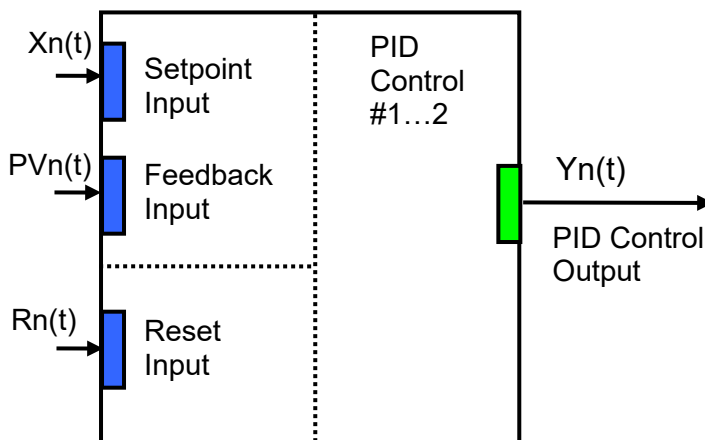 Xn(t)
Setpoint
Input
PID
Control
#1…2
PVn(t)
Feedback
Input
Yn(t)
PID Control
Output
Rn(t)
Reset
Input